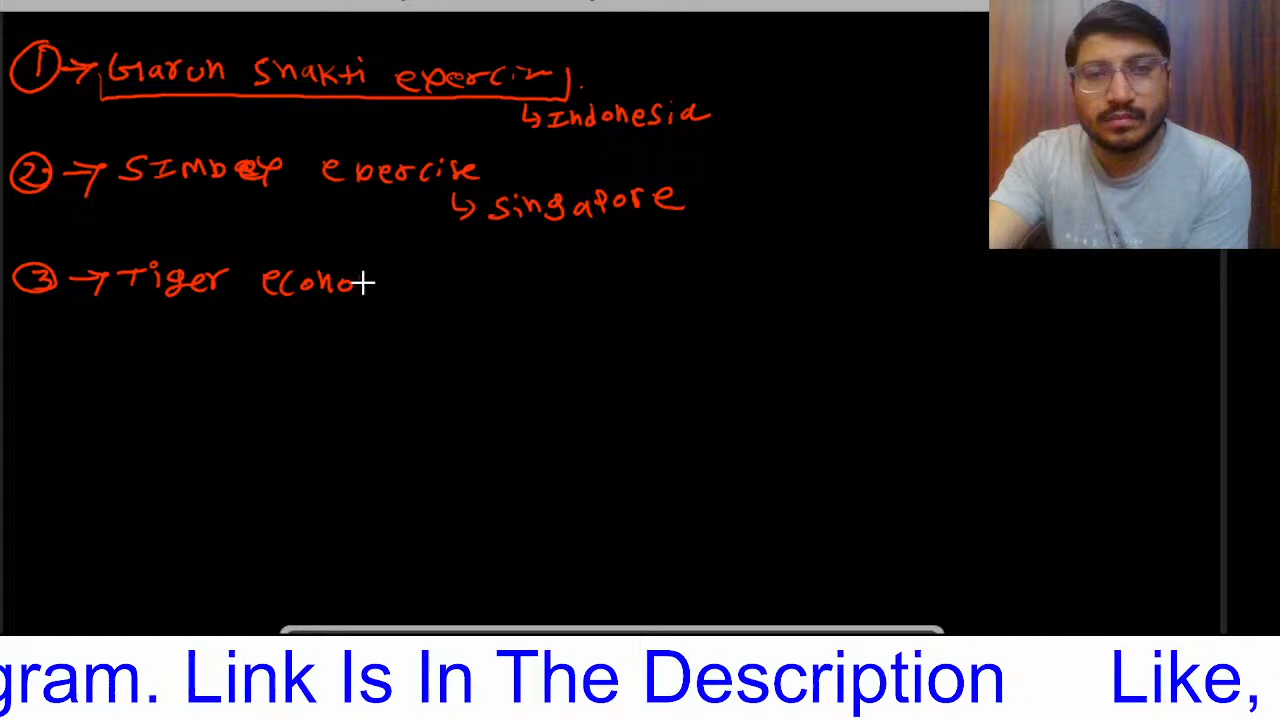 ① → Garun Shakti exercise
↳ Indonesia
② → SIMBEX exercise
↳ Singapore
③ → Tiger econo
gram. Link Is In The Description Like,